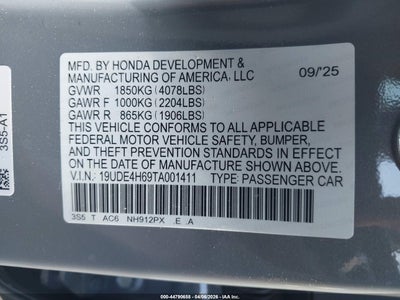 MFD. BY HONDA DEVELOPMENT & 09/'25
MANUFACTURING OF AMERICA, LLC
GVWR 1850KG (4078LBS)
GAWR F 1000KG (2204LBS)
GAWR R 865KG (1906LBS)
THIS VEHICLE CONFORMS TO ALL APPLICABLE
FEDERAL MOTOR VEHICLE SAFETY, BUMPER,
AND THEFT PREVENTION STANDARDS IN EFFECT
ON THE DATE OF MANUFACTURE SHOWN ABOVE.
V.I.N. 19UDE4H69TA001411 TYPE: PASSENGER CAR
3S5 T AC6 NH912PX E A
3S5-A1
000-44790658 - 04/06/2026 - IAA, INC.